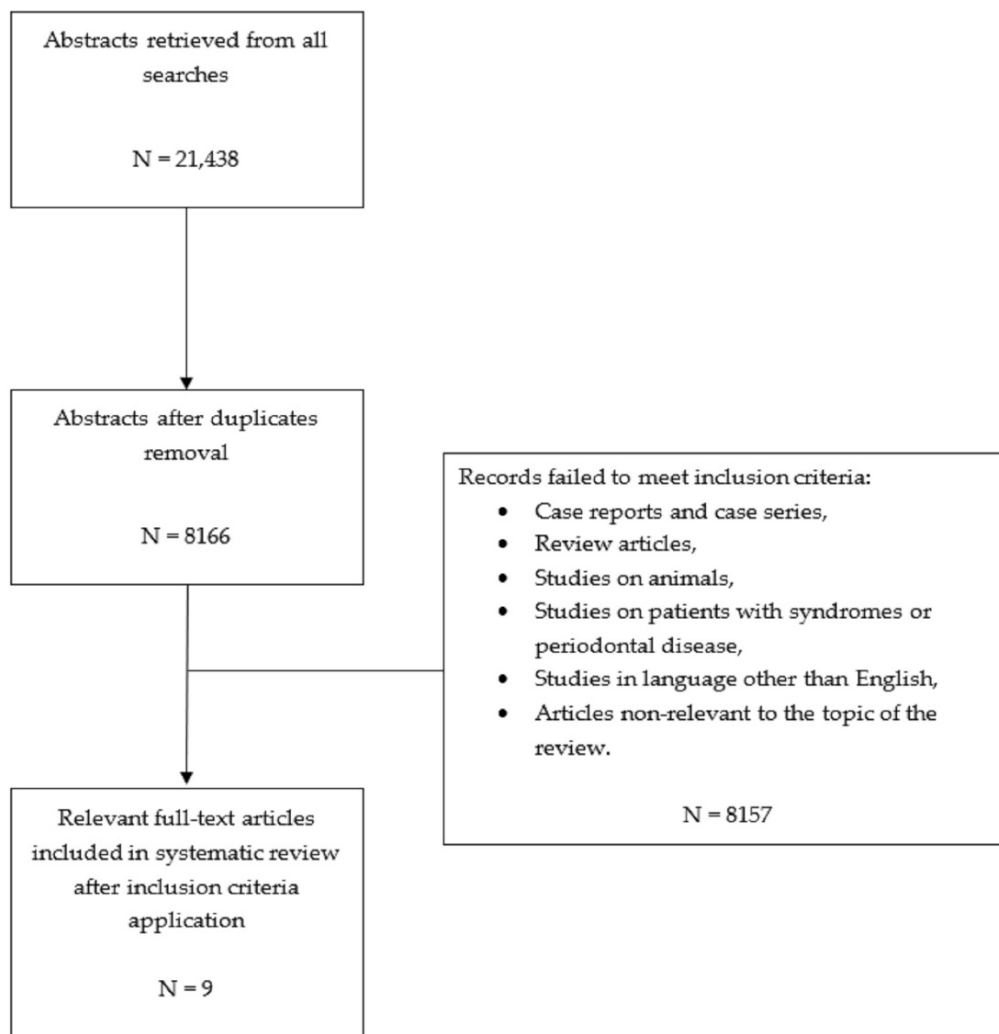 Abstracts retrieved from all
searches
N = 21,438
Abstracts after duplicates
removal
N = 8166
Records failed to meet inclusion criteria:
• Case reports and case series,
• Review articles,
• Studies on animals,
• Studies on patients with syndromes or
periodontal disease,
• Studies in language other than English,
• Articles non-relevant to the topic of the
review.
N = 8157
Relevant full-text articles
included in systematic review
after inclusion criteria
application
N = 9